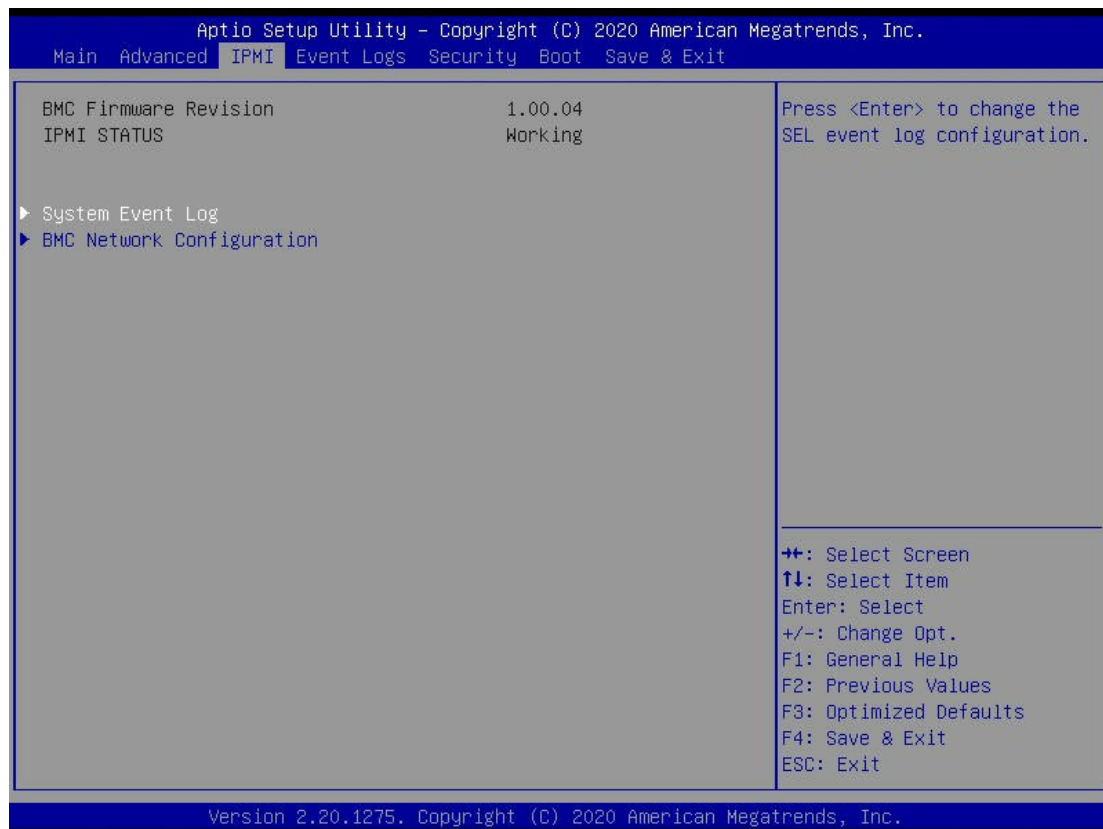 Aptio Setup Utility – Copyright (C) 2020 American Megatrends, Inc.
Main Advanced IPMI Event Logs Security Boot Save & Exit
BMC Firmware Revision 1.00.04
IPMI STATUS Working
System Event Log
BMC Network Configuration
Press <Enter> to change the
SEL event log configuration.
→←: Select Screen
↑↓: Select Item
Enter: Select
+/-: Change Opt.
F1: General Help
F2: Previous Values
F3: Optimized Defaults
F4: Save & Exit
ESC: Exit
Version 2.20.1275. Copyright (C) 2020 American Megatrends, Inc.